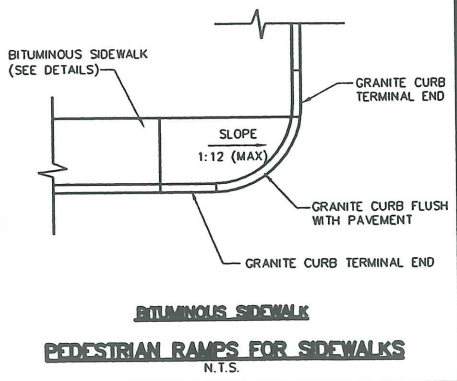 BITUMINOUS SIDEWALK
(SEE DETAILS)
GRANITE CURB
TERMINAL END
SLOPE
1:12 (MAX)
GRANITE CURB FLUSH
WITH PAVEMENT
GRANITE CURB TERMINAL END
BITUMINOUS SIDEWALK
PEDESTRIAN RAMPS FOR SIDEWALKS
N.T.S.